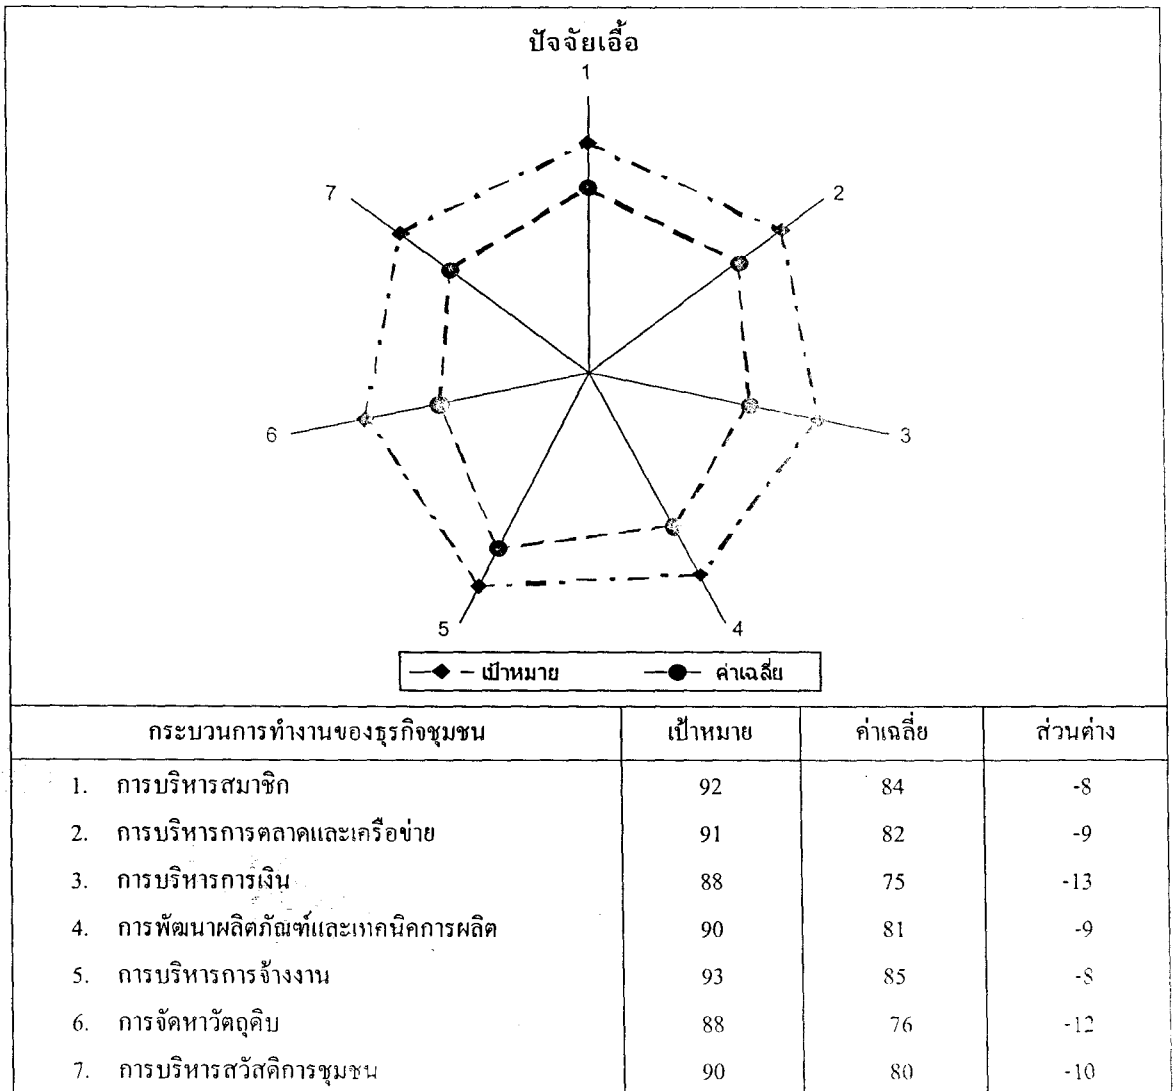 ปัจจัยเอื้อ
1
2
3
4
5
6
7
เป้าหมาย ค่าเฉลี่ย
กระบวนการทำงานของธุรกิจชุมชน เป้าหมาย ค่าเฉลี่ย ส่วนต่าง
1. การบริหารสมาชิก 92 84 -8
2. การบริหารการตลาดและเครือข่าย 91 82 -9
3. การบริหารการเงิน 88 75 -13
4. การพัฒนาผลิตภัณฑ์และเทคนิคการผลิต 90 81 -9
5. การบริหารการจ้างงาน 93 85 -8
6. การจัดหาวัตถุดิบ 88 76 -12
7. การบริหารสวัสดิการชุมชน 90 80 -10